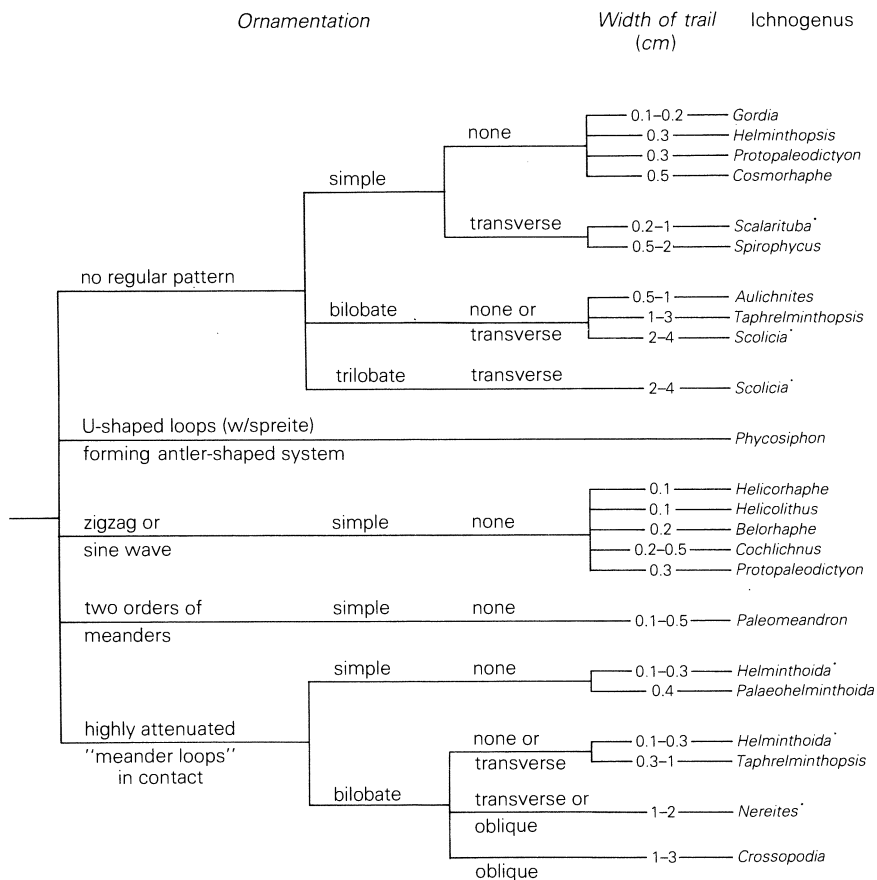 Ornamentation Width of trail Ichnogenus
(cm)
0.1–0.2 Gordia
none 0.3 Helminthopsis
0.3 Protopaleodictyon
simple 0.5 Cosmorhaphe
transverse 0.2–1 Scalarituba*
0.5–2 Spirophycus
no regular pattern
0.5–1 Aulichnites
bilobate none or 1–3 Taphrelminthopsis
transverse 2–4 Scolicia*
trilobate transverse 2–4 Scolicia*
U-shaped loops (w/spreite)
Phycosiphon
forming antler-shaped system
0.1 Helicorhaphe
0.1 Helicolithus
zigzag or simple none 0.2 Belorhaphe
sine wave 0.2–0.5 Cochlichnus
0.3 Protopaleodictyon
two orders of simple none 0.1–0.5 Paleomeandron
meanders
simple none 0.1–0.3 Helminthoida*
0.4 Palaeohelminthoida
highly attenuated
"meander loops"
in contact
none or 0.1–0.3 Helminthoida*
transverse 0.3–1 Taphrelminthopsis
bilobate transverse or 1–2 Nereites*
oblique
1–3 Crossopodia
oblique